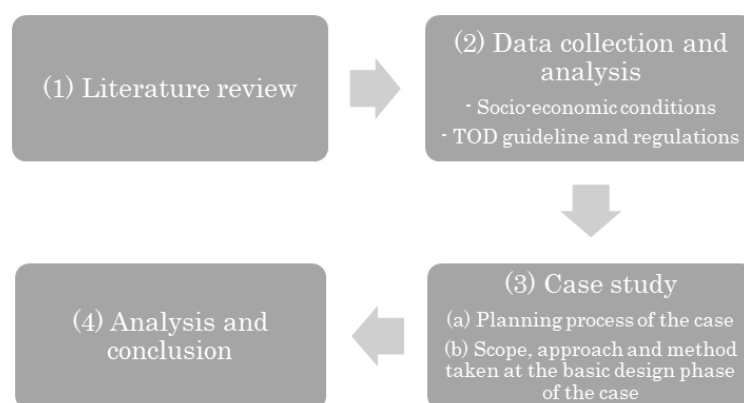 (1) Literature review
(2) Data collection and
analysis
- Socio-economic conditions
- TOD guideline and regulations
(3) Case study
(a) Planning process of the case
(b) Scope, approach and method
taken at the basic design phase
of the case
(4) Analysis and
conclusion